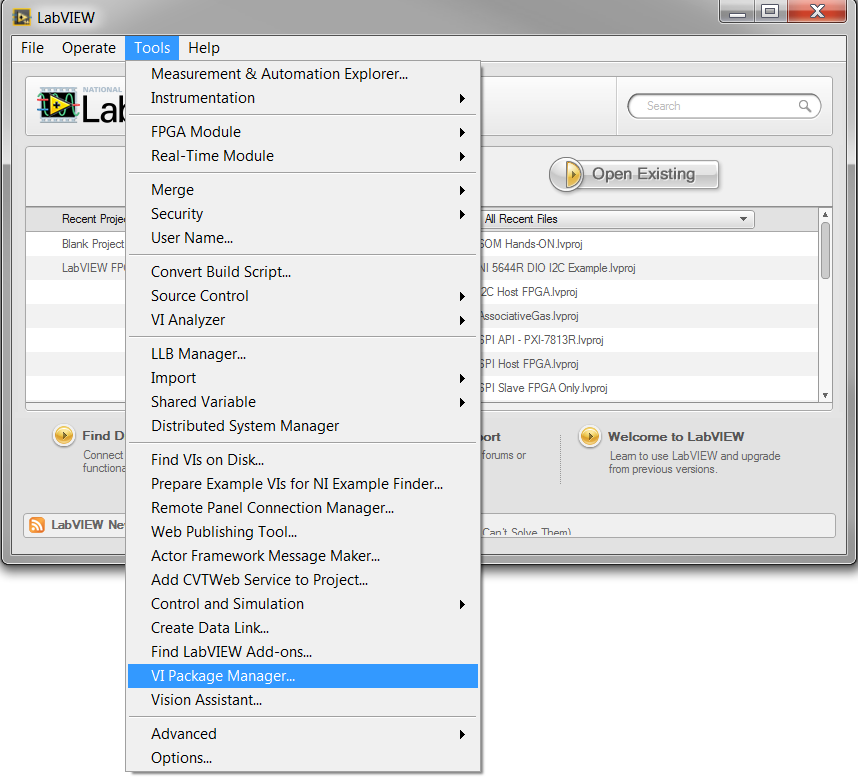 LabVIEW
File Operate Tools Help
Measurement & Automation Explorer...
Instrumentation
FPGA Module
Real-Time Module
Merge
Security
User Name...
Convert Build Script...
Source Control
VI Analyzer
LLB Manager...
Import
Shared Variable
Distributed System Manager
Find VIs on Disk...
Prepare Example VIs for NI Example Finder...
Remote Panel Connection Manager...
Web Publishing Tool...
Actor Framework Message Maker...
Add CVTWeb Service to Project...
Control and Simulation
Create Data Link...
Find LabVIEW Add-ons...
VI Package Manager...
Vision Assistant...
Advanced
Options...
NATIONAL
Lab
Search
Open Existing
Recent Proje
Blank Project
LabVIEW FPG
All Recent Files
SOM Hands-ON.lvproj
NI 5644R DIO I2C Example.lvproj
I2C Host FPGA.lvproj
AssociativeGas.lvproj
SPI API - PXI-7813R.lvproj
SPI Host FPGA.lvproj
SPI Slave FPGA Only.lvproj
Find D
Connect
functiona
port
forums or
Welcome to LabVIEW
Learn to use LabVIEW and upgrade
from previous versions.
LabVIEW Ne
Can't Solve Them)